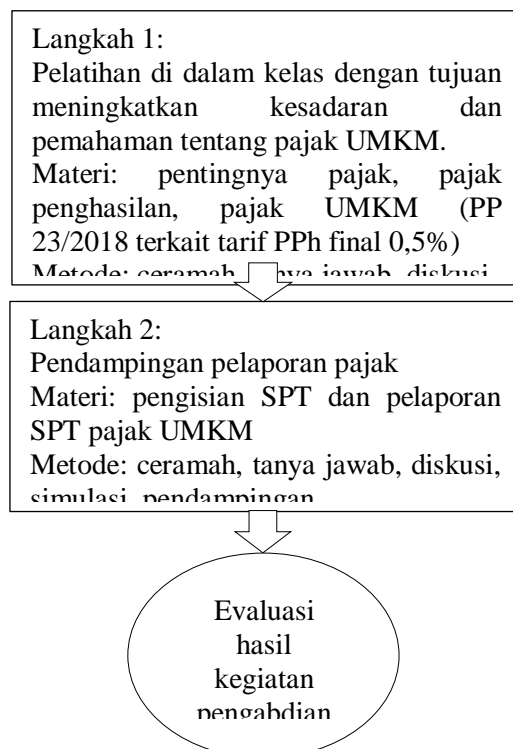 Langkah 1:
Pelatihan di dalam kelas dengan tujuan
meningkatkan kesadaran dan
pemahaman tentang pajak UMKM.
Materi: pentingnya pajak, pajak
penghasilan, pajak UMKM (PP
23/2018 terkait tarif PPh final 0,5%)
Metode: ceramah, tanya jawab, diskusi
Langkah 2:
Pendampingan pelaporan pajak
Materi: pengisian SPT dan pelaporan
SPT pajak UMKM
Metode: ceramah, tanya jawab, diskusi,
simulasi, pendampingan
Evaluasi
hasil
kegiatan
pengabdian